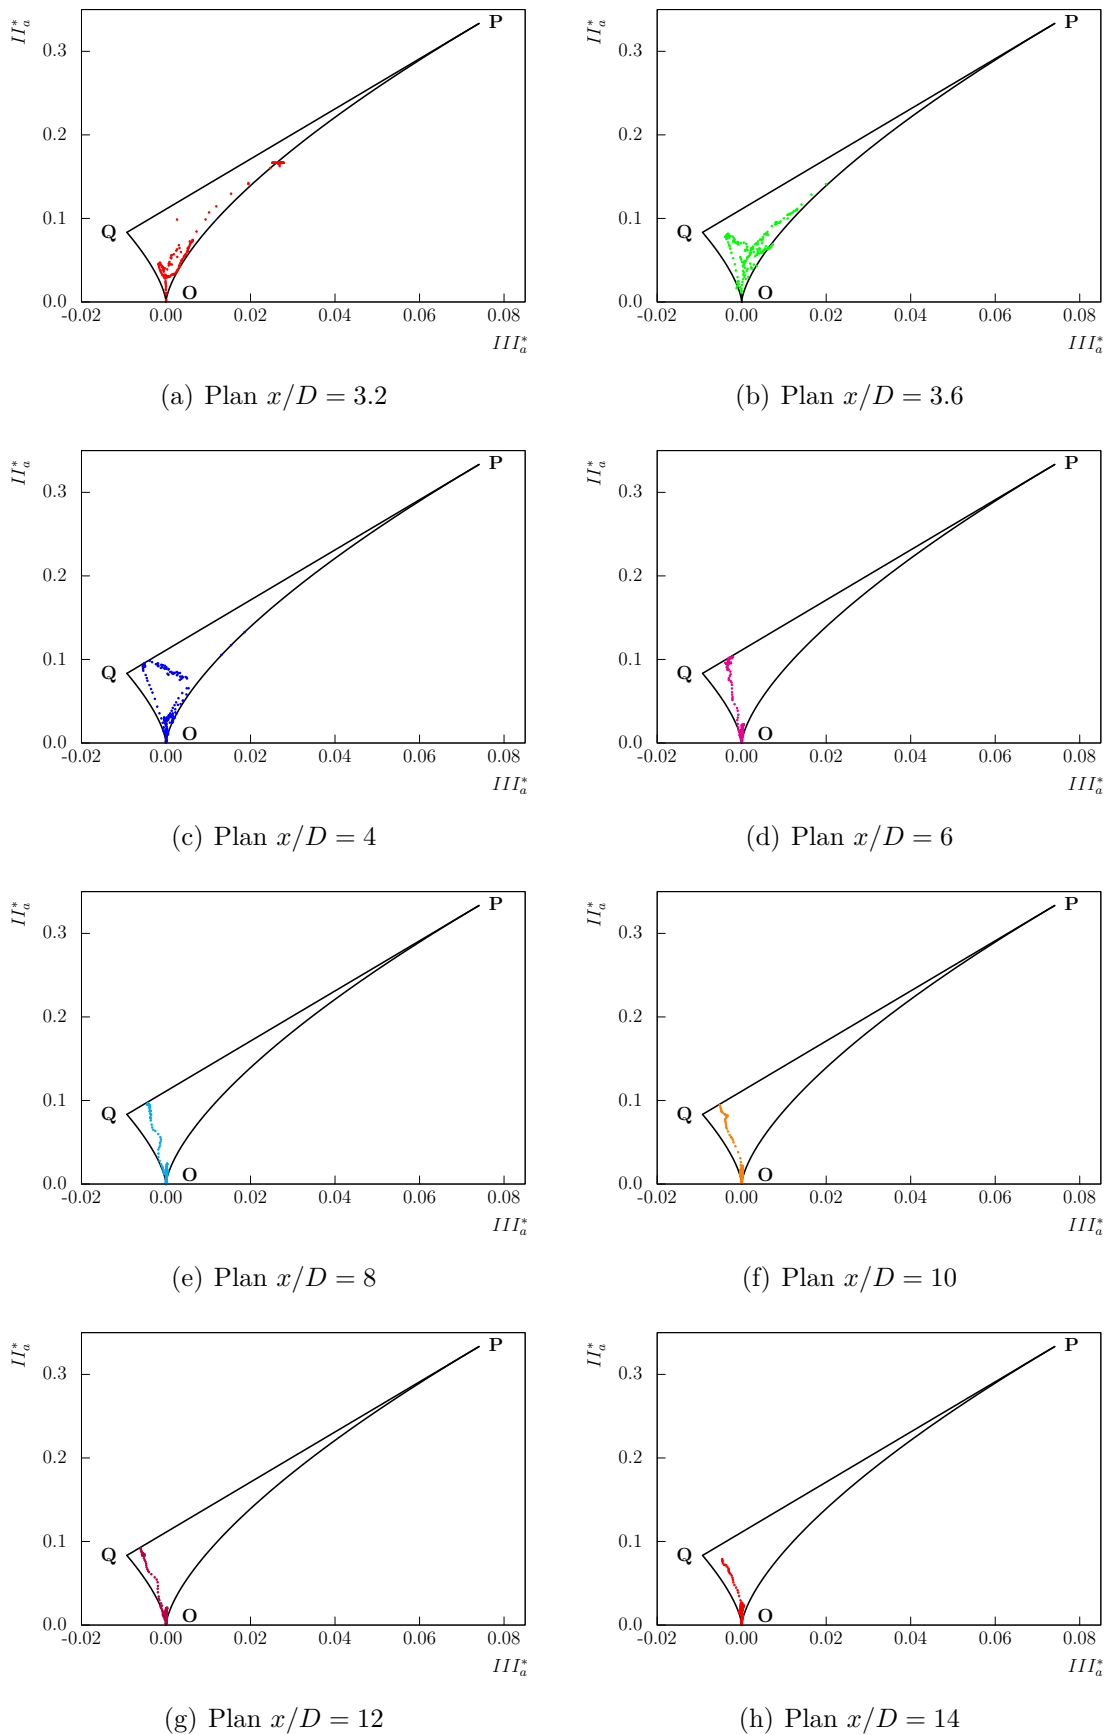 II*a II*a
0.3 P 0.3 P
0.2 0.2
0.1 Q 0.1 Q
0.0 O 0.0 O
-0.02 0.00 0.02 0.04 0.06 0.08 -0.02 0.00 0.02 0.04 0.06 0.08
III*a III*a
(a) Plan x/D = 3.2 (b) Plan x/D = 3.6
II*a II*a
0.3 P 0.3 P
0.2 0.2
0.1 Q 0.1 Q
0.0 O 0.0 O
-0.02 0.00 0.02 0.04 0.06 0.08 -0.02 0.00 0.02 0.04 0.06 0.08
III*a III*a
(c) Plan x/D = 4 (d) Plan x/D = 6
II*a II*a
0.3 P 0.3 P
0.2 0.2
0.1 Q 0.1 Q
0.0 O 0.0 O
-0.02 0.00 0.02 0.04 0.06 0.08 -0.02 0.00 0.02 0.04 0.06 0.08
III*a III*a
(e) Plan x/D = 8 (f) Plan x/D = 10
II*a II*a
0.3 P 0.3 P
0.2 0.2
0.1 Q 0.1 Q
0.0 O 0.0 O
-0.02 0.00 0.02 0.04 0.06 0.08 -0.02 0.00 0.02 0.04 0.06 0.08
III*a III*a
(g) Plan x/D = 12 (h) Plan x/D = 14